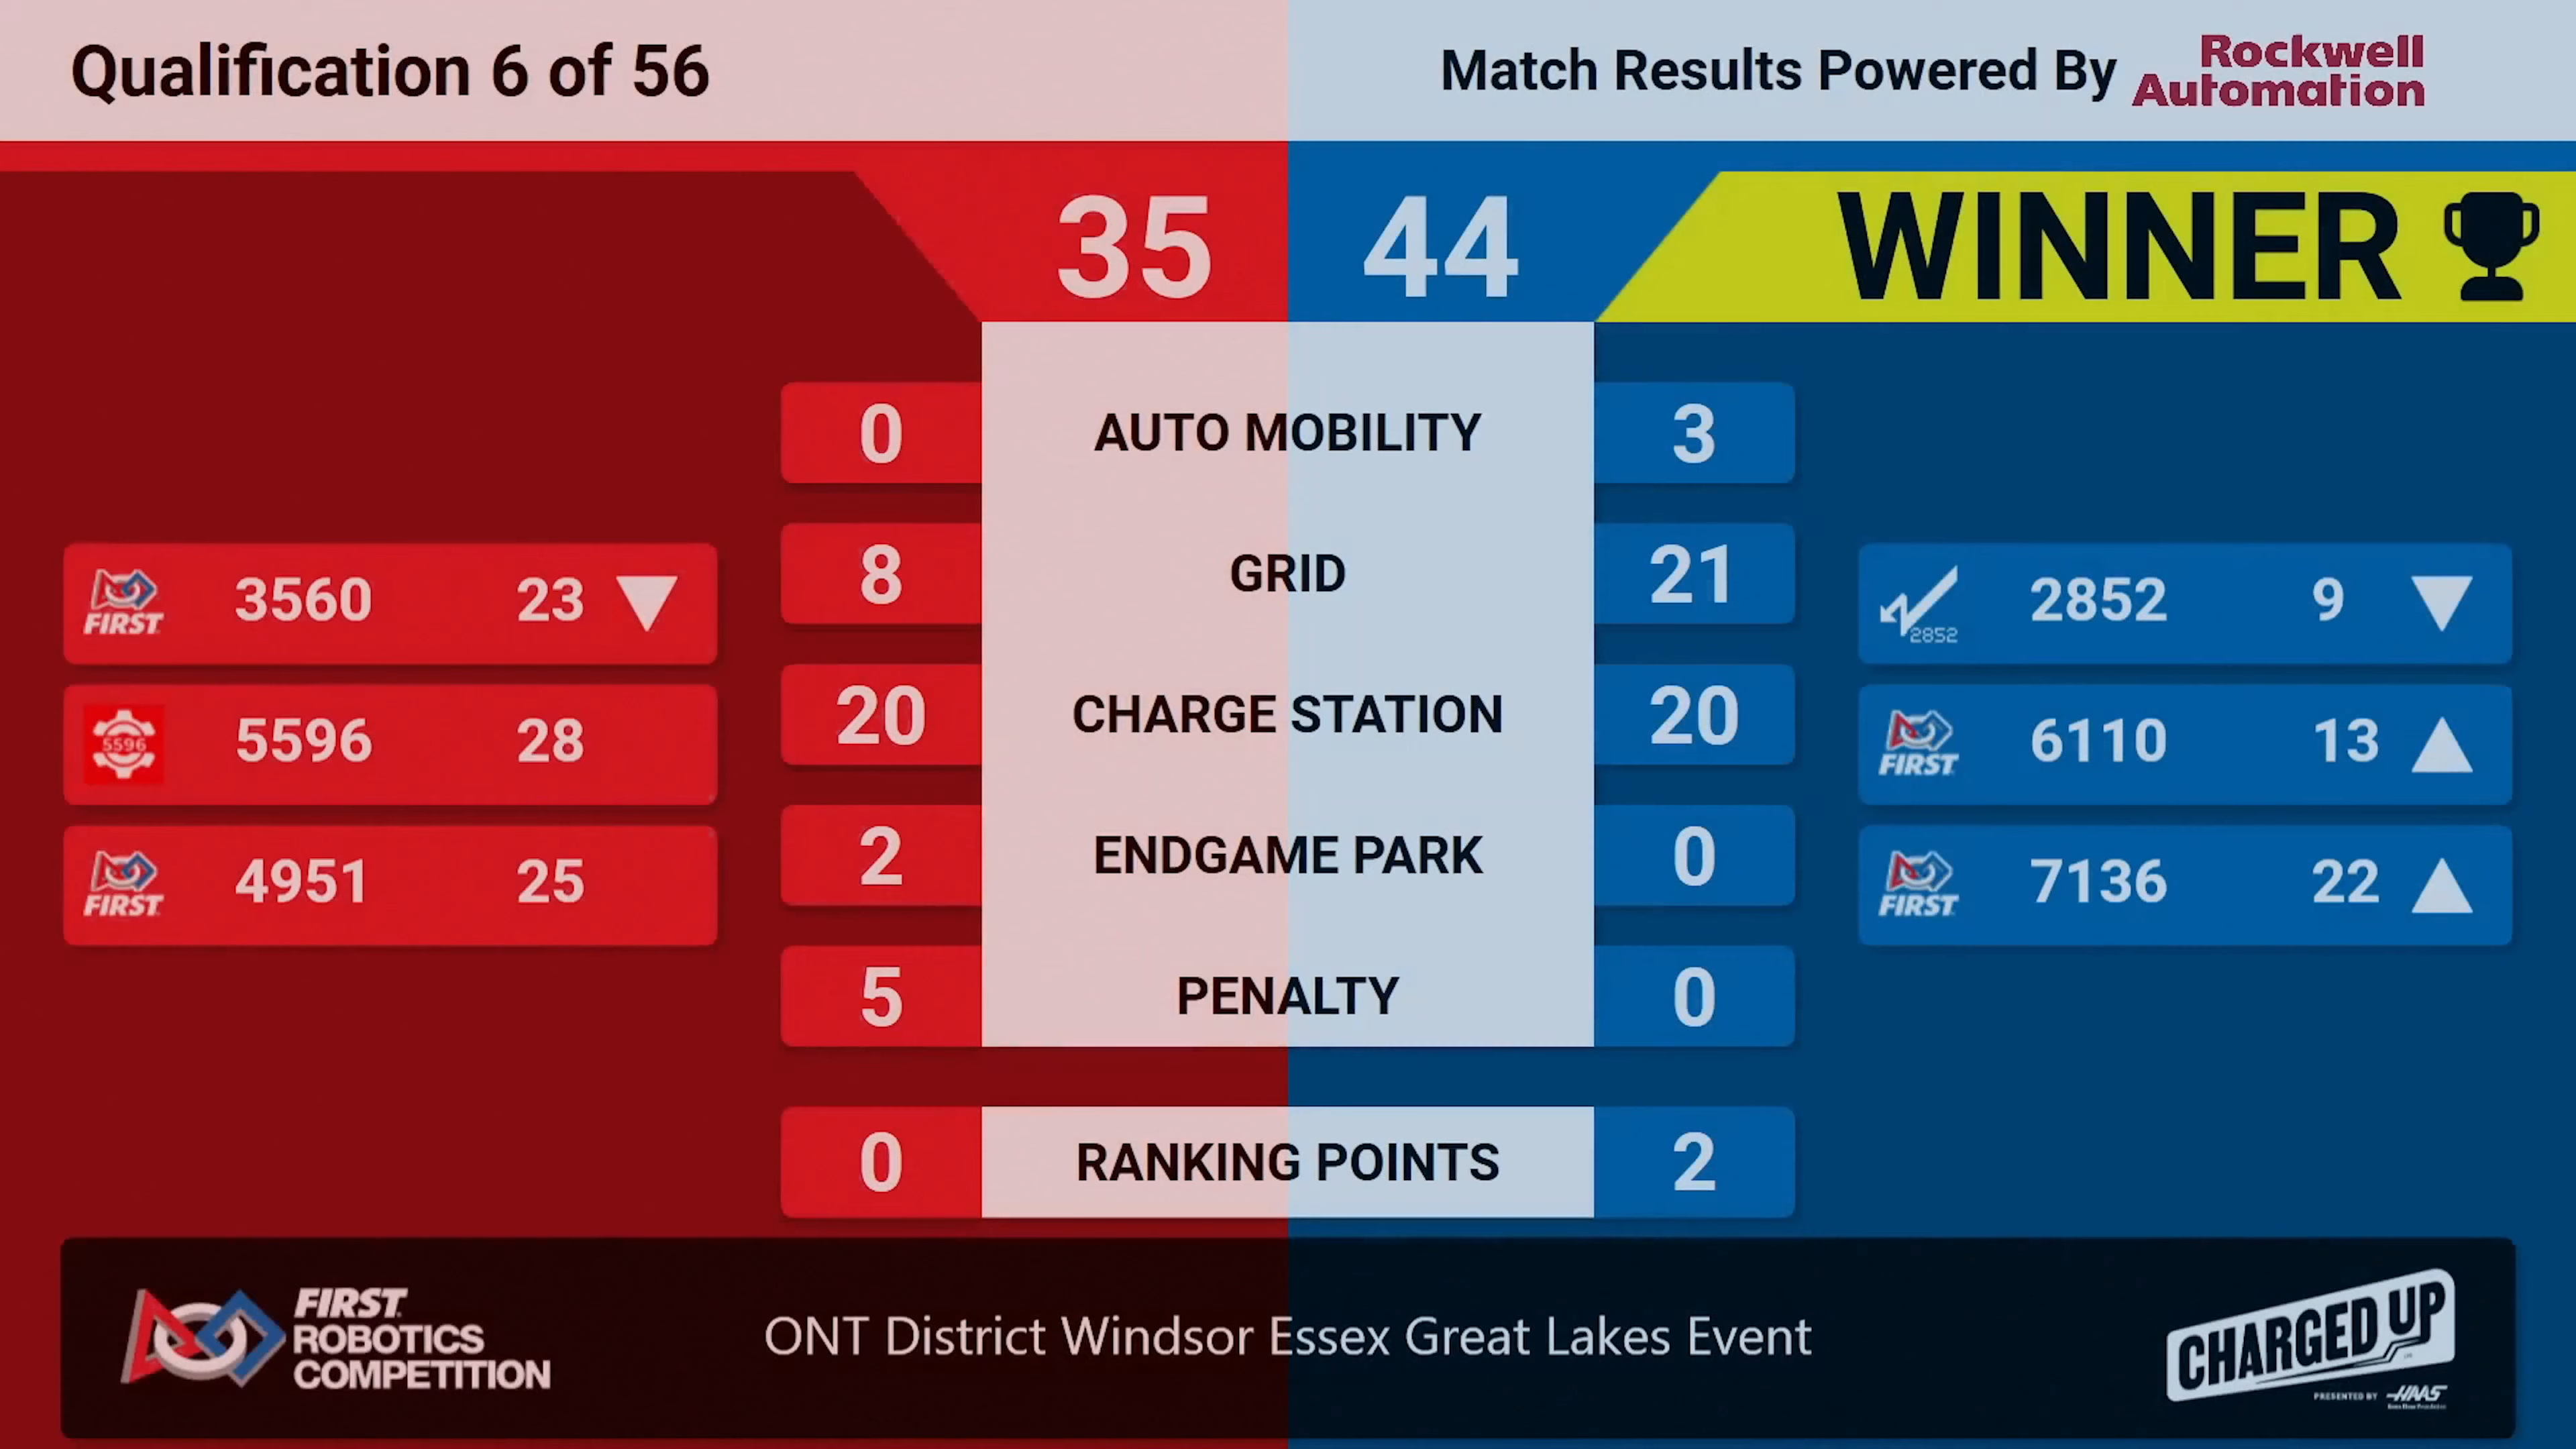 Qualification 6 of 56
Match Results Powered By
Rockwell
Automation
35 44 WINNER
0 AUTO MOBILITY 3
8 GRID 21
20 CHARGE STATION 20
2 ENDGAME PARK 0
5 PENALTY 0
0 RANKING POINTS 2
FIRST 3560 23
5596 5596 28
FIRST 4951 25
2852 2852 9
FIRST 6110 13
FIRST 7136 22
FIRST
ROBOTICS
COMPETITION
ONT District Windsor Essex Great Lakes Event
CHARGED UP
PRESENTED BY HAAS